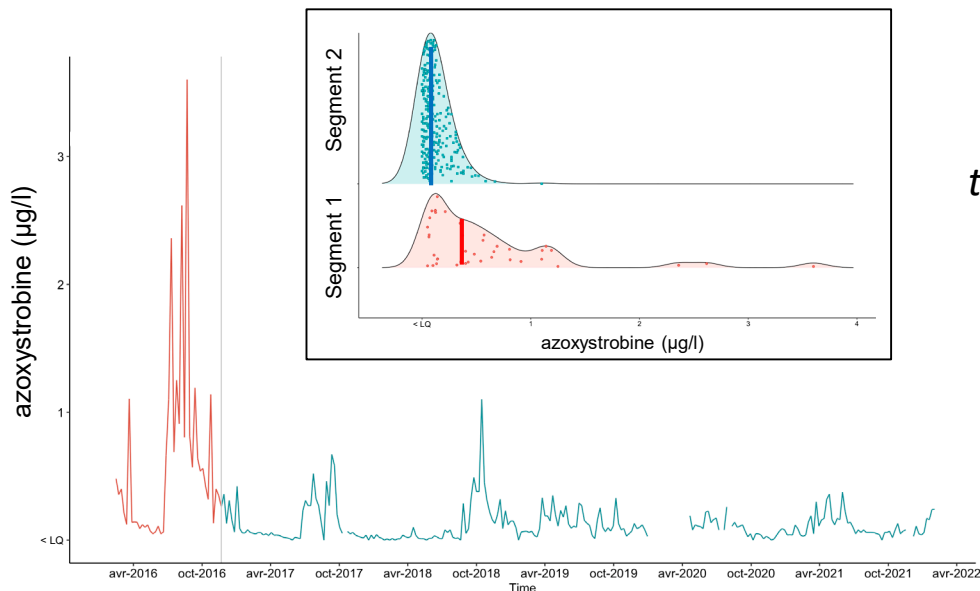 Segment 2
Segment 1
< LQ
1
2
3
4
azoxystrobine (µg/l)
t
azoxystrobine (µg/l)
3
2
1
< LQ
avr-2016
oct-2016
avr-2017
oct-2017
avr-2018
oct-2018
avr-2019
oct-2019
avr-2020
oct-2020
avr-2021
oct-2021
avr-2022
Time